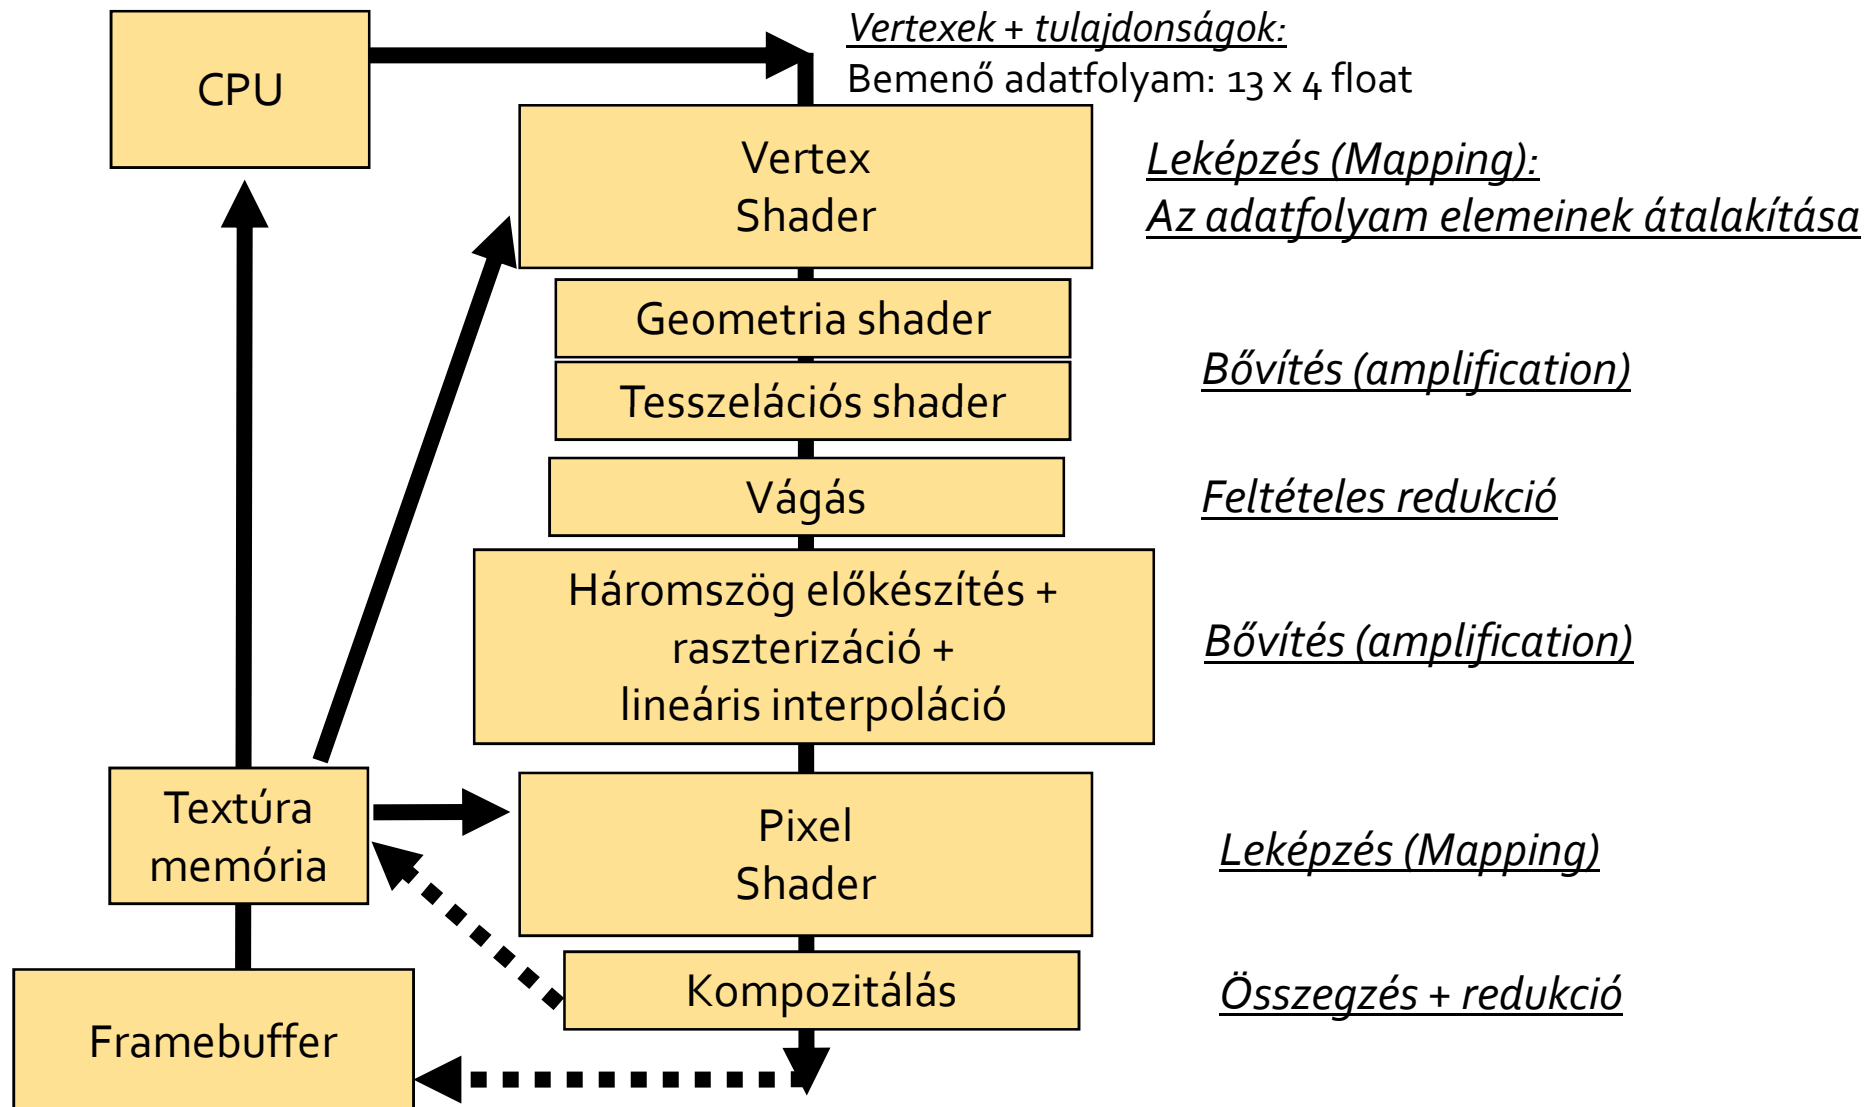 CPU
Vertexek + tulajdonságok:
Bemenő adatfolyam: 13 x 4 float
Vertex
Shader
Leképzés (Mapping):
Az adatfolyam elemeinek átalakítása
Geometria shader
Tesszelációs shader
Bővítés (amplification)
Vágás
Feltételes redukció
Háromszög előkészítés +
raszterizáció +
lineáris interpoláció
Bővítés (amplification)
Textúra
memória
Pixel
Shader
Leképzés (Mapping)
Kompozitálás
Összegzés + redukció
Framebuffer